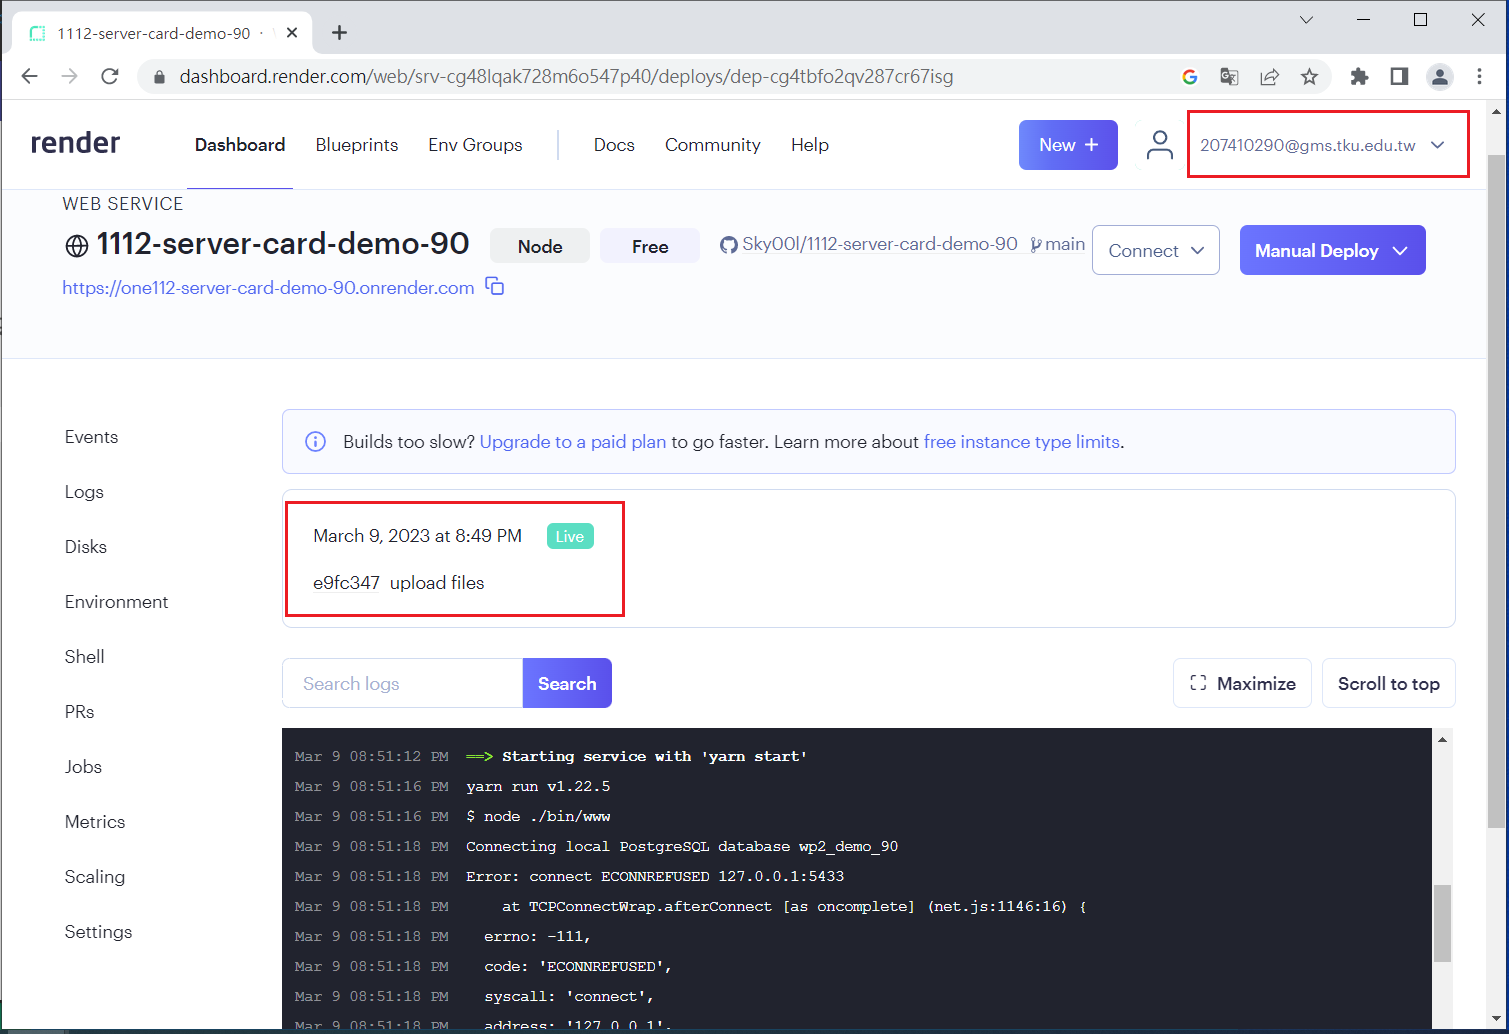 1112-server-card-demo-90 ·
dashboard.render.com/web/srv-cg48lqak728m6o547p40/deploys/dep-cg4tbfo2qv287cr67isg
render
Dashboard
Blueprints
Env Groups
Docs
Community
Help
New +
207410290@gms.tku.edu.tw
WEB SERVICE
1112-server-card-demo-90
Node
Free
Sky00l/1112-server-card-demo-90
main
Connect
Manual Deploy
https://one112-server-card-demo-90.onrender.com
Events
Logs
Disks
Environment
Shell
PRs
Jobs
Metrics
Scaling
Settings
Builds too slow? Upgrade to a paid plan to go faster. Learn more about free instance type limits.
March 9, 2023 at 8:49 PM Live
e9fc347 upload files
Search logs
Search
Maximize
Scroll to top
Mar 9 08:51:12 PM ==> Starting service with 'yarn start'
Mar 9 08:51:16 PM yarn run v1.22.5
Mar 9 08:51:16 PM $ node ./bin/www
Mar 9 08:51:18 PM Connecting local PostgreSQL database wp2_demo_90
Mar 9 08:51:18 PM Error: connect ECONNREFUSED 127.0.0.1:5433
Mar 9 08:51:18 PM at TCPConnectWrap.afterConnect [as oncomplete] (net.js:1146:16) {
Mar 9 08:51:18 PM errno: -111,
Mar 9 08:51:18 PM code: 'ECONNREFUSED',
Mar 9 08:51:18 PM syscall: 'connect',
Mar 9 08:51:18 PM address: '127.0.0.1',